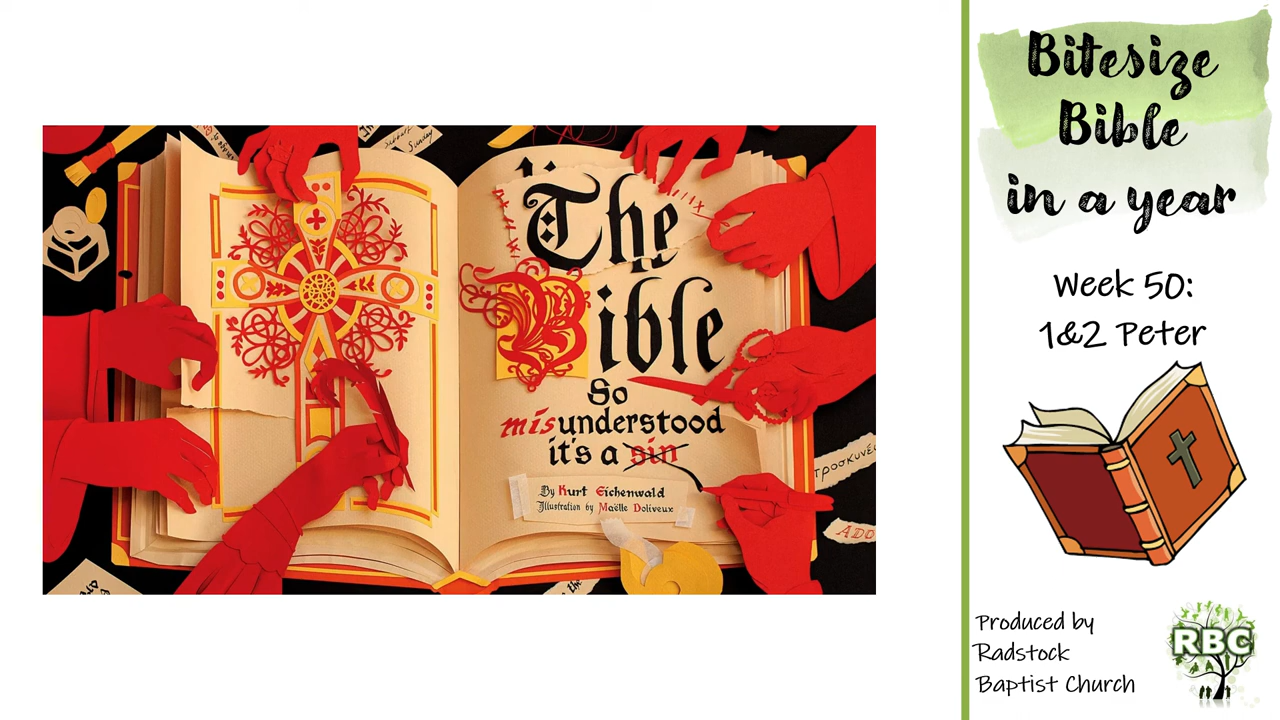 The
Bible
So
misunderstood
it's a sin
By Kurt Eichenwald
Illustration by Maëlle Doliveux
Sunday
προσκυνέω
ADD
Bitesize
Bible
in a year
Week 50:
1&2 Peter
Produced by
Radstock
Baptist Church
RBC